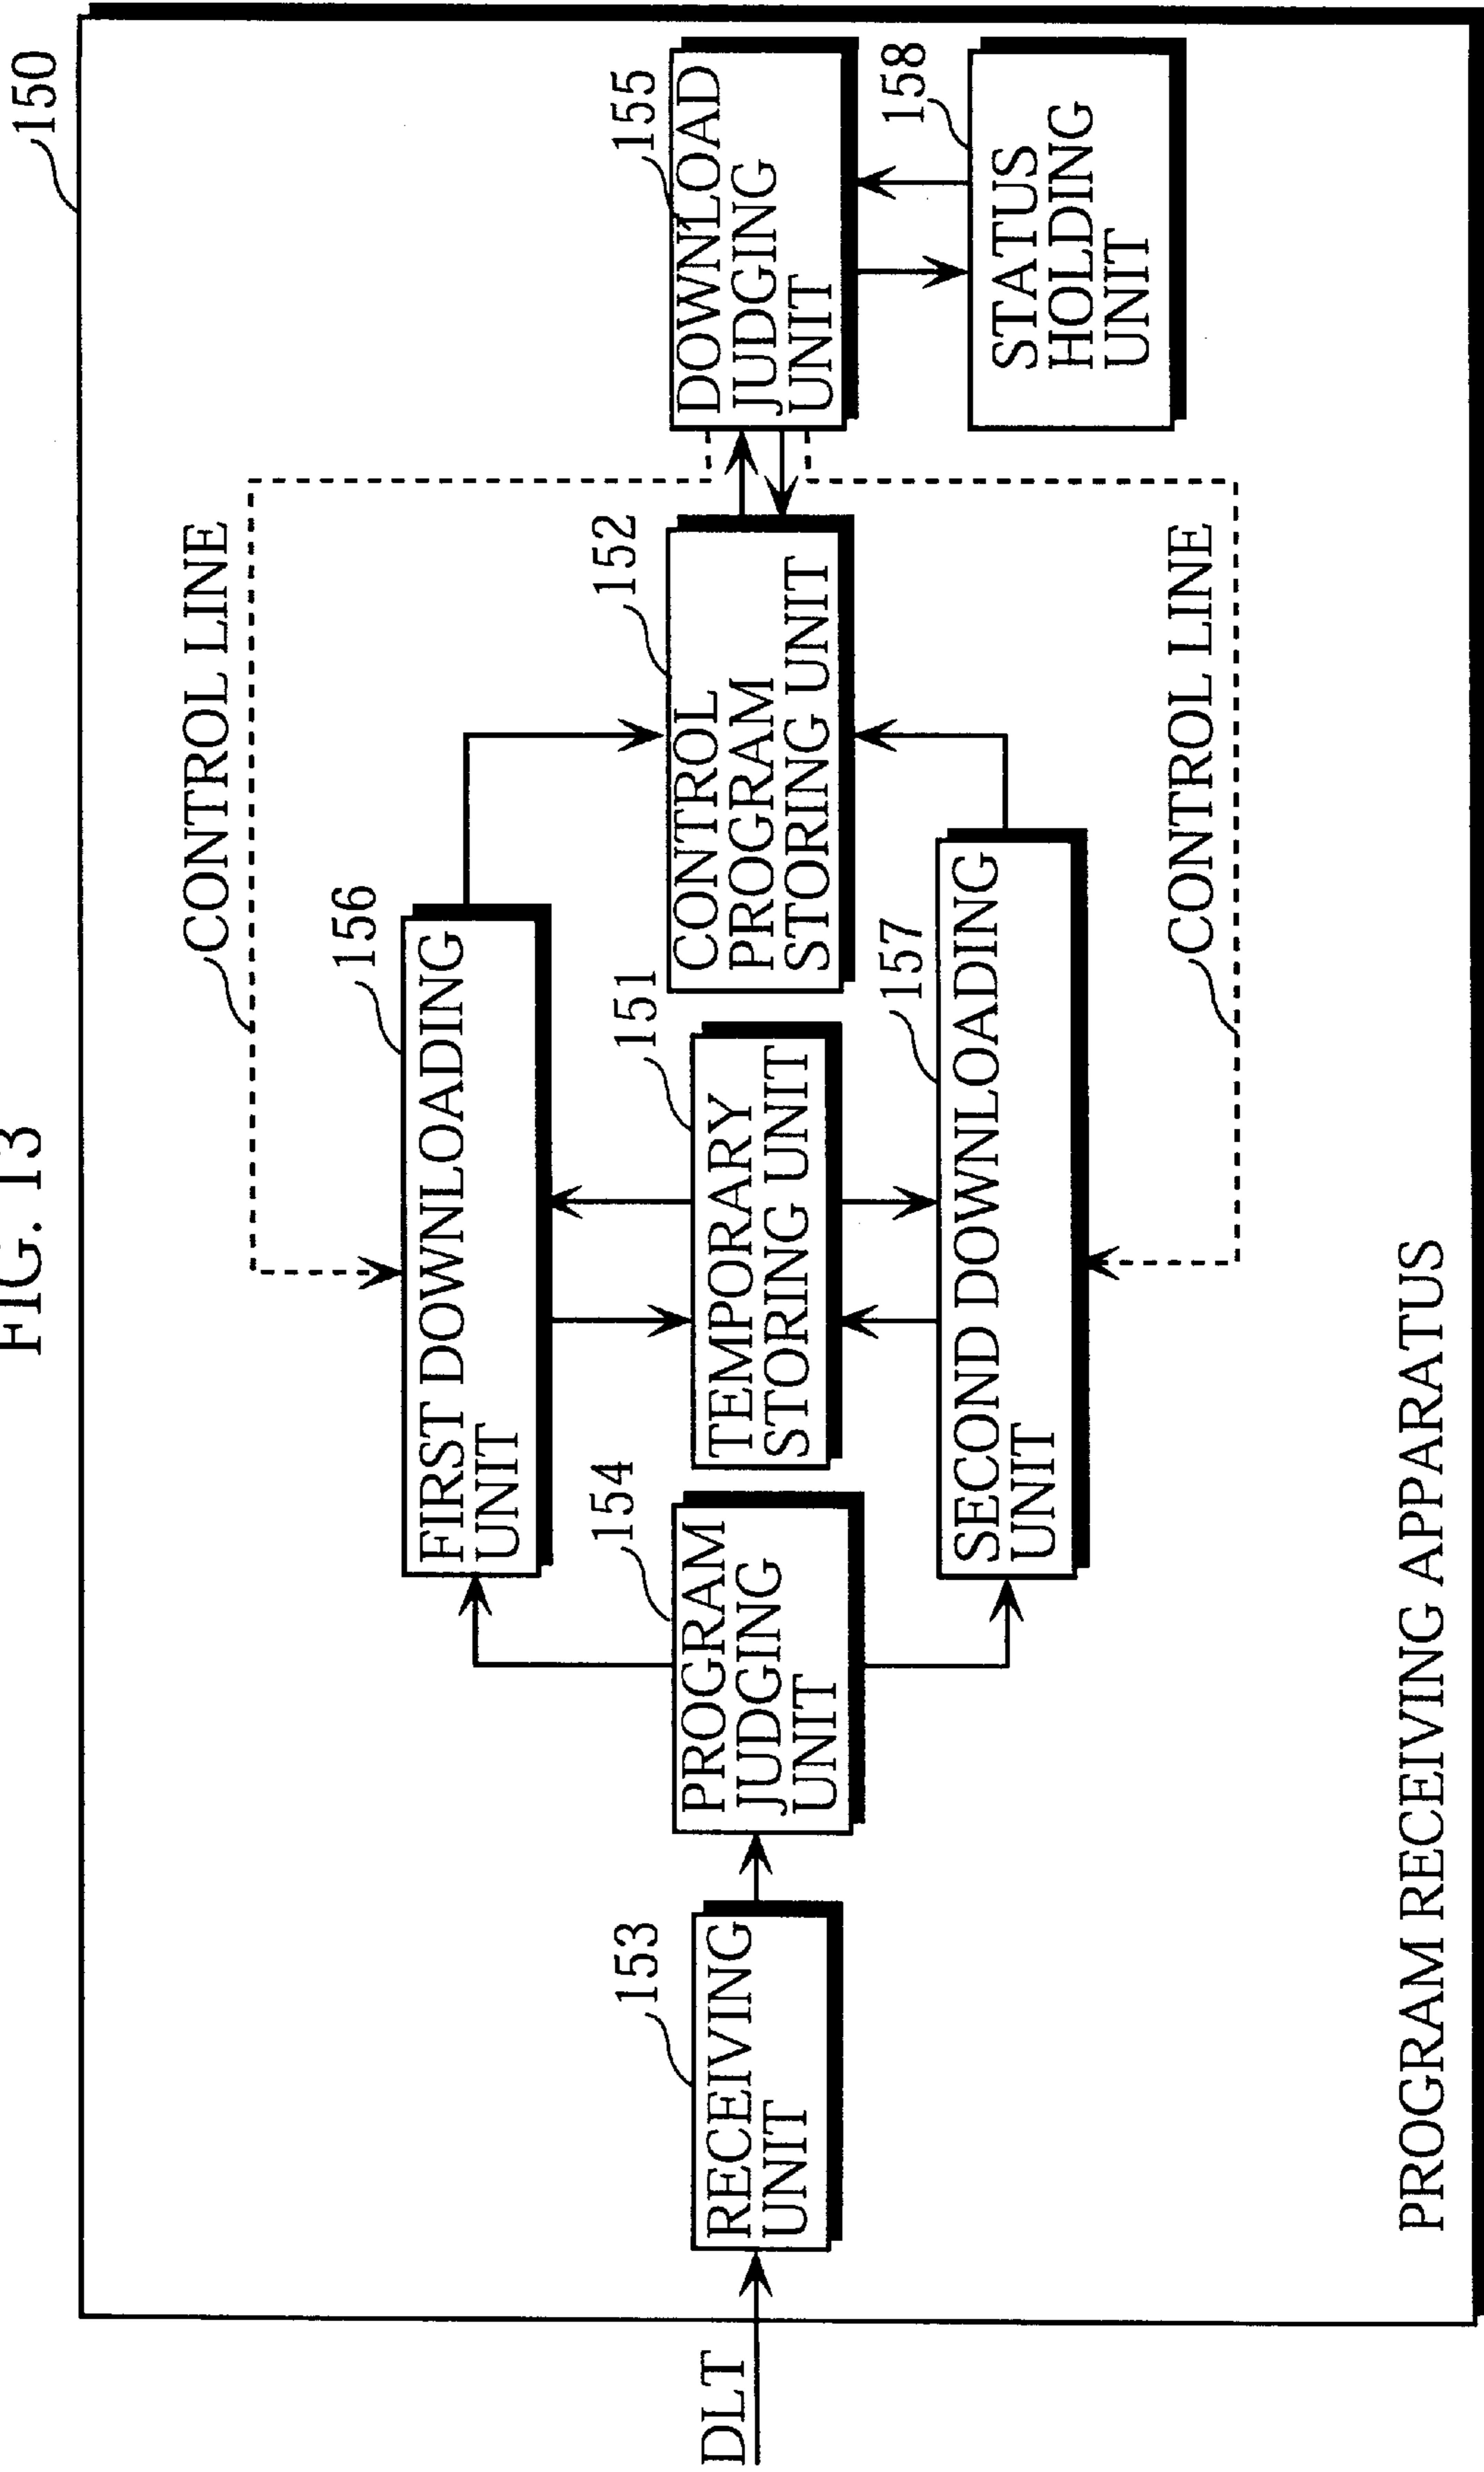 FIG. 13
150
CONTROL LINE
156
FIRST DOWNLOADING
UNIT
155
DOWNLOAD
JUDGING
UNIT
152
CONTROL
PROGRAM
STORING UNIT
151
TEMPORARY
STORING UNIT
154
PROGRAM
JUDGING
UNIT
153
RECEIVING
UNIT
DLT
158
STATUS
HOLDING
UNIT
157
SECOND DOWNLOADING
UNIT
CONTROL LINE
PROGRAM RECEIVING APPARATUS